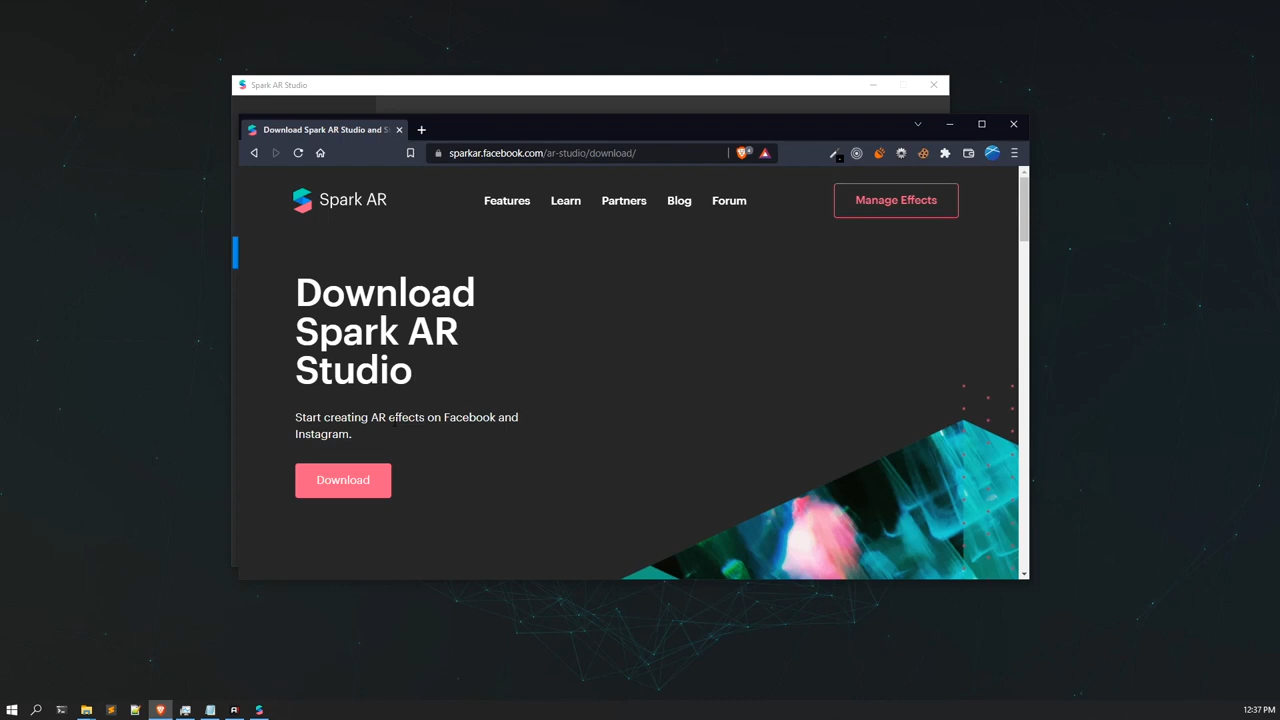 Spark AR Studio
Download Spark AR Studio and S
sparkar.facebook.com/ar-studio/download/
4
Spark AR
Features
Learn
Partners
Blog
Forum
Manage Effects
Download
Spark AR
Studio
Start creating AR effects on Facebook and
Instagram.
Download
12:37 PM